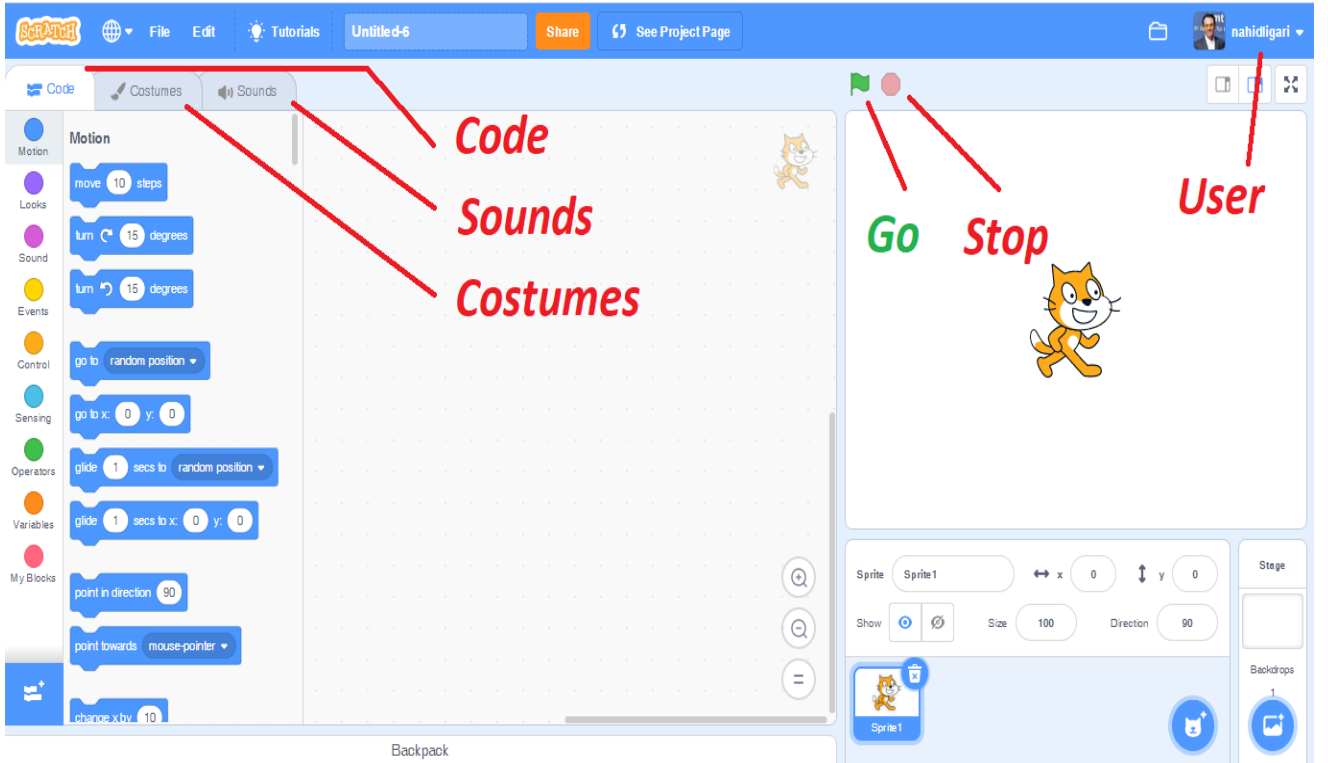 SCRATCH File Edit Tutorials Untitled-6 Share See Project Page nahidligari
Code Costumes Sounds
Motion
Looks
Sound
Events
Control
Sensing
Operators
Variables
My Blocks
Motion
move 10 steps
turn 15 degrees
turn 15 degrees
go to random position
go to x: 0 y: 0
glide 1 secs to random position
glide 1 secs to x: 0 y: 0
point in direction 90
point towards mouse-pointer
change x by 10
Code
Sounds
Costumes
Go
Stop
User
Sprite Sprite1 x 0 y 0
Show Size 100 Direction 90
Sprite1
Stage
Backdrops
1
Backpack